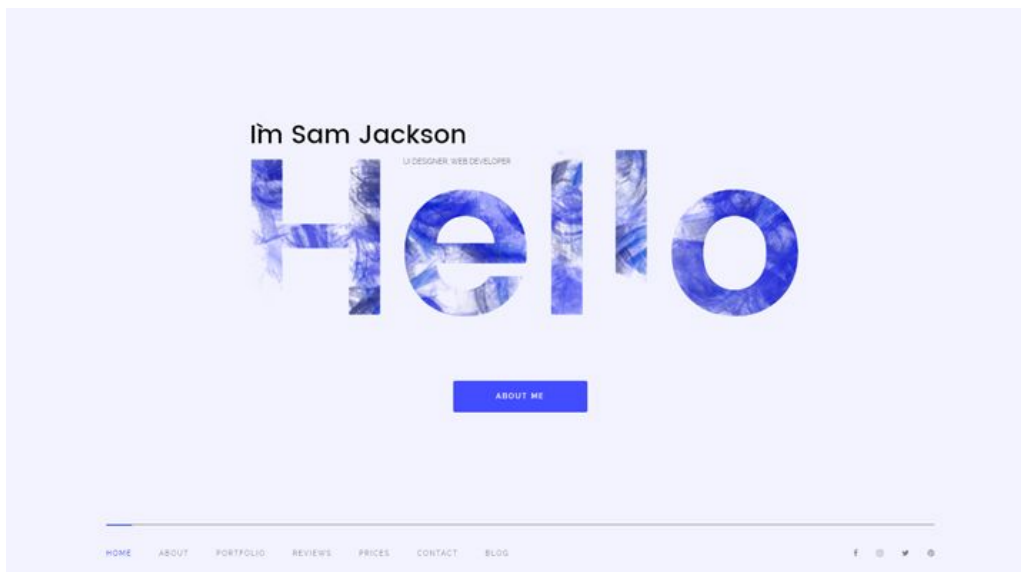 I`m Sam Jackson
UI DESIGNER, WEB DEVELOPER
Hello
ABOUT ME
HOME ABOUT PORTFOLIO REVIEWS PRICES CONTACT BLOG